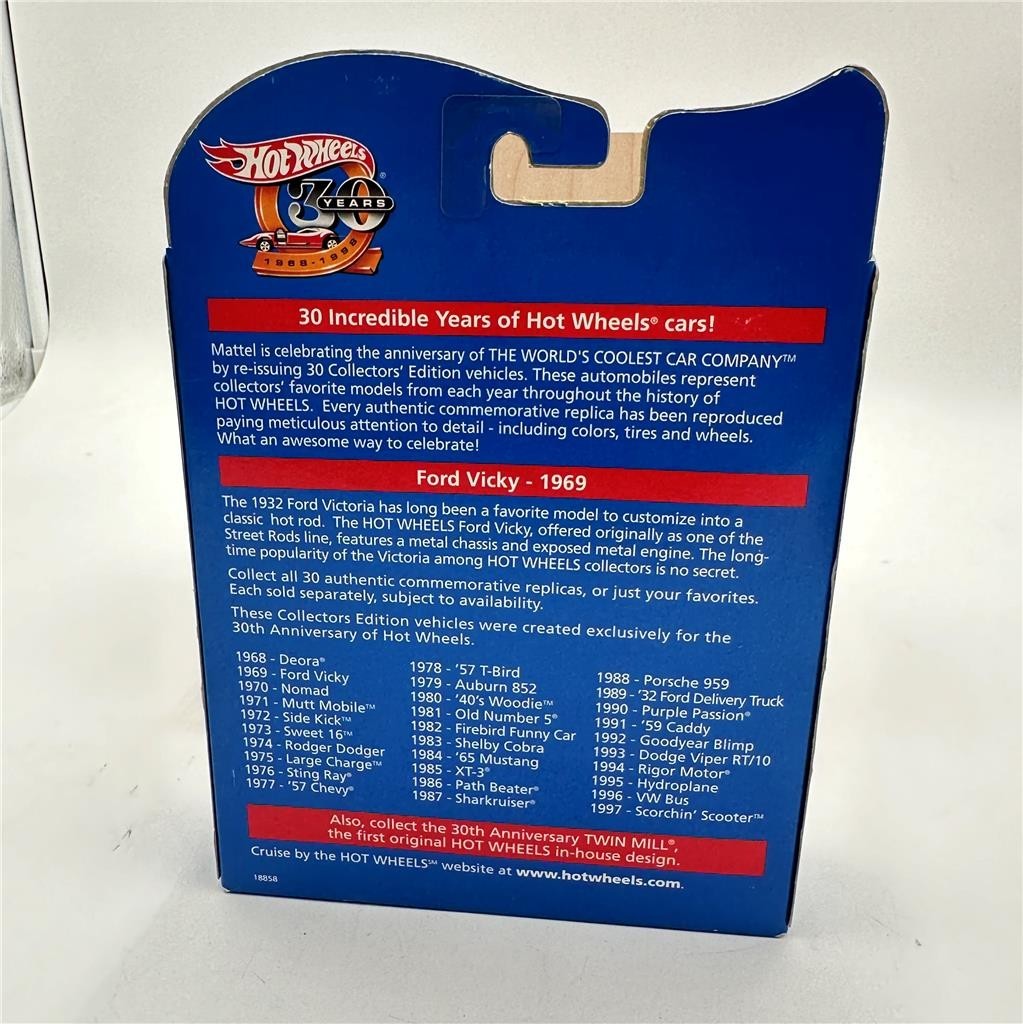 HOT WHEELS
®
30
YEARS
1968-1998
30 Incredible Years of Hot Wheels® cars!
Mattel is celebrating the anniversary of THE WORLD'S COOLEST CAR COMPANY™
by re-issuing 30 Collectors' Edition vehicles. These automobiles represent
collectors' favorite models from each year throughout the history of
HOT WHEELS. Every authentic commemorative replica has been reproduced
paying meticulous attention to detail - including colors, tires and wheels.
What an awesome way to celebrate!
Ford Vicky - 1969
The 1932 Ford Victoria has long been a favorite model to customize into a
classic hot rod. The HOT WHEELS Ford Vicky, offered originally as one of the
Street Rods line, features a metal chassis and exposed metal engine. The long-
time popularity of the Victoria among HOT WHEELS collectors is no secret.
Collect all 30 authentic commemorative replicas, or just your favorites.
Each sold separately, subject to availability.
These Collectors Edition vehicles were created exclusively for the
30th Anniversary of Hot Wheels.
1968 - Deora®
1969 - Ford Vicky
1970 - Nomad
1971 - Mutt Mobile™
1972 - Side Kick™
1973 - Sweet 16™
1974 - Rodger Dodger
1975 - Large Charge™
1976 - Sting Ray®
1977 - '57 Chevy®
1978 - '57 T-Bird
1979 - Auburn 852
1980 - '40's Woodie™
1981 - Old Number 5®
1982 - Firebird Funny Car
1983 - Shelby Cobra
1984 - '65 Mustang
1985 - XT-3®
1986 - Path Beater®
1987 - Sharkruiser®
1988 - Porsche 959
1989 - '32 Ford Delivery Truck
1990 - Purple Passion®
1991 - '59 Caddy
1992 - Goodyear Blimp
1993 - Dodge Viper RT/10
1994 - Rigor Motor®
1995 - Hydroplane
1996 - VW Bus
1997 - Scorchin' Scooter™
Also, collect the 30th Anniversary TWIN MILL®,
the first original HOT WHEELS in-house design.
Cruise by the HOT WHEELS℠ website at www.hotwheels.com.
18858